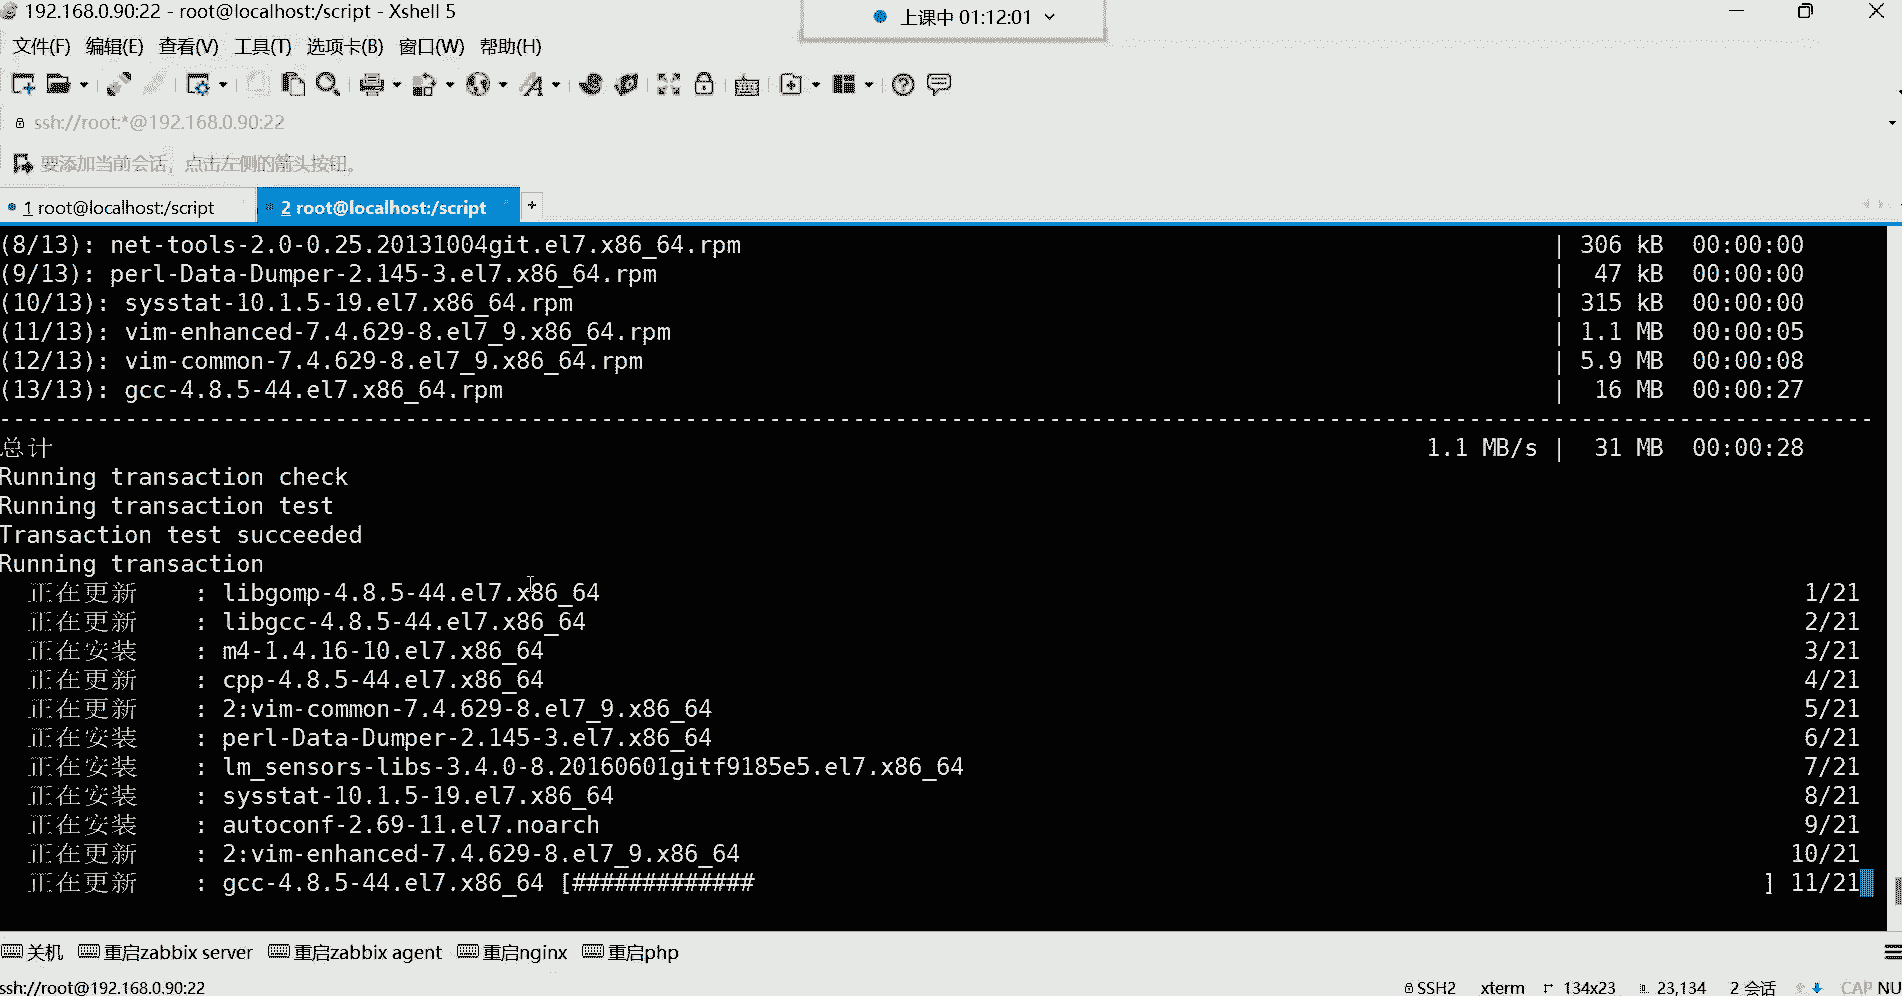 192.168.0.90:22 - root@localhost:/script - Xshell 5
上课中 01:12:01
文件(F) 编辑(E) 查看(V) 工具(T) 选项卡(B) 窗口(W) 帮助(H)
ssh://root:*@192.168.0.90:22
要添加当前会话，点击左侧的箭头按钮。
1 root@localhost:/script
2 root@localhost:/script
+
(8/13): net-tools-2.0-0.25.20131004git.el7.x86_64.rpm | 306 kB 00:00:00
(9/13): perl-Data-Dumper-2.145-3.el7.x86_64.rpm | 47 kB 00:00:00
(10/13): sysstat-10.1.5-19.el7.x86_64.rpm | 315 kB 00:00:00
(11/13): vim-enhanced-7.4.629-8.el7_9.x86_64.rpm | 1.1 MB 00:00:05
(12/13): vim-common-7.4.629-8.el7_9.x86_64.rpm | 5.9 MB 00:00:08
(13/13): gcc-4.8.5-44.el7.x86_64.rpm | 16 MB 00:00:27
--------------------------------------------------------------------------------
总计 1.1 MB/s | 31 MB 00:00:28
Running transaction check
Running transaction test
Transaction test succeeded
Running transaction
正在更新 : libgomp-4.8.5-44.el7.x86_64 1/21
正在更新 : libgcc-4.8.5-44.el7.x86_64 2/21
正在安装 : m4-1.4.16-10.el7.x86_64 3/21
正在更新 : cpp-4.8.5-44.el7.x86_64 4/21
正在更新 : 2:vim-common-7.4.629-8.el7_9.x86_64 5/21
正在安装 : perl-Data-Dumper-2.145-3.el7.x86_64 6/21
正在安装 : lm_sensors-libs-3.4.0-8.20160601gitf9185e5.el7.x86_64 7/21
正在安装 : sysstat-10.1.5-19.el7.x86_64 8/21
正在安装 : autoconf-2.69-11.el7.noarch 9/21
正在更新 : 2:vim-enhanced-7.4.629-8.el7_9.x86_64 10/21
正在更新 : gcc-4.8.5-44.el7.x86_64 [############# ] 11/21
关机 重启zabbix server 重启zabbix agent 重启nginx 重启php
ssh://root@192.168.0.90:22 SSH2 xterm 134x23 23,134 2 会话 CAP NU